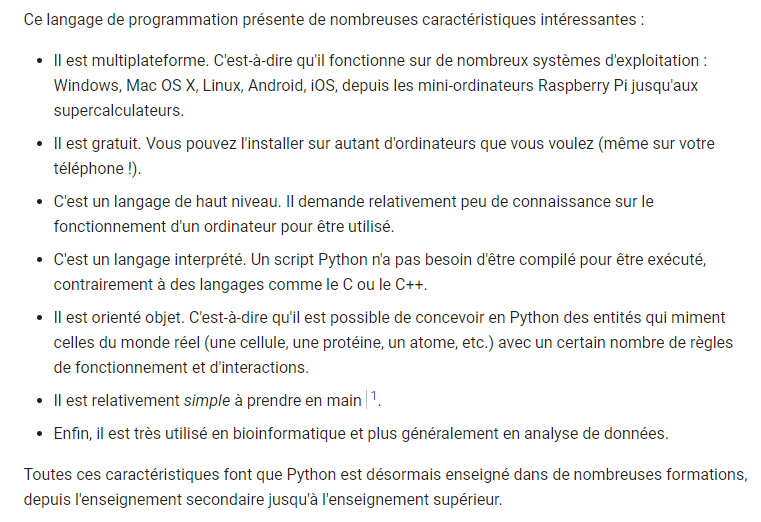 Ce langage de programmation présente de nombreuses caractéristiques intéressantes :
• Il est multiplateforme. C'est-à-dire qu'il fonctionne sur de nombreux systèmes d'exploitation :
Windows, Mac OS X, Linux, Android, iOS, depuis les mini-ordinateurs Raspberry Pi jusqu'aux
supercalculateurs.
• Il est gratuit. Vous pouvez l'installer sur autant d'ordinateurs que vous voulez (même sur votre
téléphone !).
• C'est un langage de haut niveau. Il demande relativement peu de connaissance sur le
fonctionnement d'un ordinateur pour être utilisé.
• C'est un langage interprété. Un script Python n'a pas besoin d'être compilé pour être exécuté,
contrairement à des langages comme le C ou le C++.
• Il est orienté objet. C'est-à-dire qu'il est possible de concevoir en Python des entités qui miment
celles du monde réel (une cellule, une protéine, un atome, etc.) avec un certain nombre de règles
de fonctionnement et d'interactions.
• Il est relativement simple à prendre en main 1.
• Enfin, il est très utilisé en bioinformatique et plus généralement en analyse de données.
Toutes ces caractéristiques font que Python est désormais enseigné dans de nombreuses formations,
depuis l'enseignement secondaire jusqu'à l'enseignement supérieur.